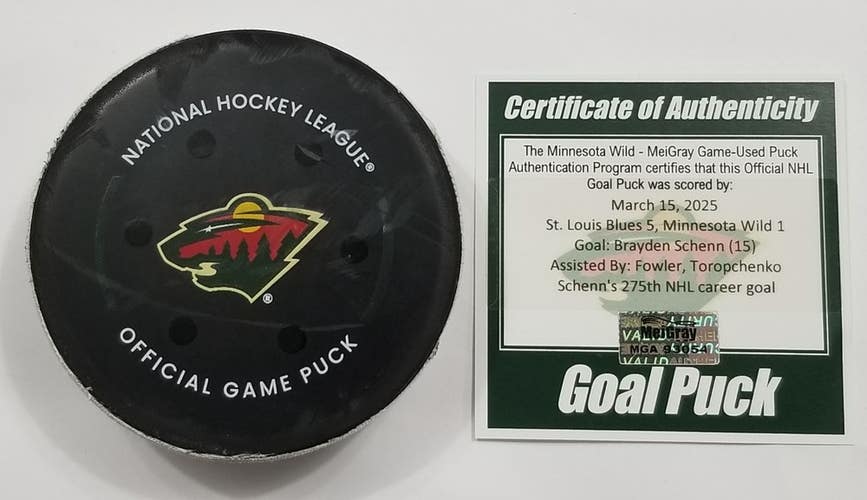 NATIONAL HOCKEY LEAGUE®
®
OFFICIAL GAME PUCK
Certificate of Authenticity
The Minnesota Wild - MeiGray Game-Used Puck
Authentication Program certifies that this Official NHL
Goal Puck was scored by:
March 15, 2025
St. Louis Blues 5, Minnesota Wild 1
Goal: Brayden Schenn (15)
Assisted By: Fowler, Toropchenko
Schenn's 275th NHL career goal
MeiGray
MGA
Goal Puck